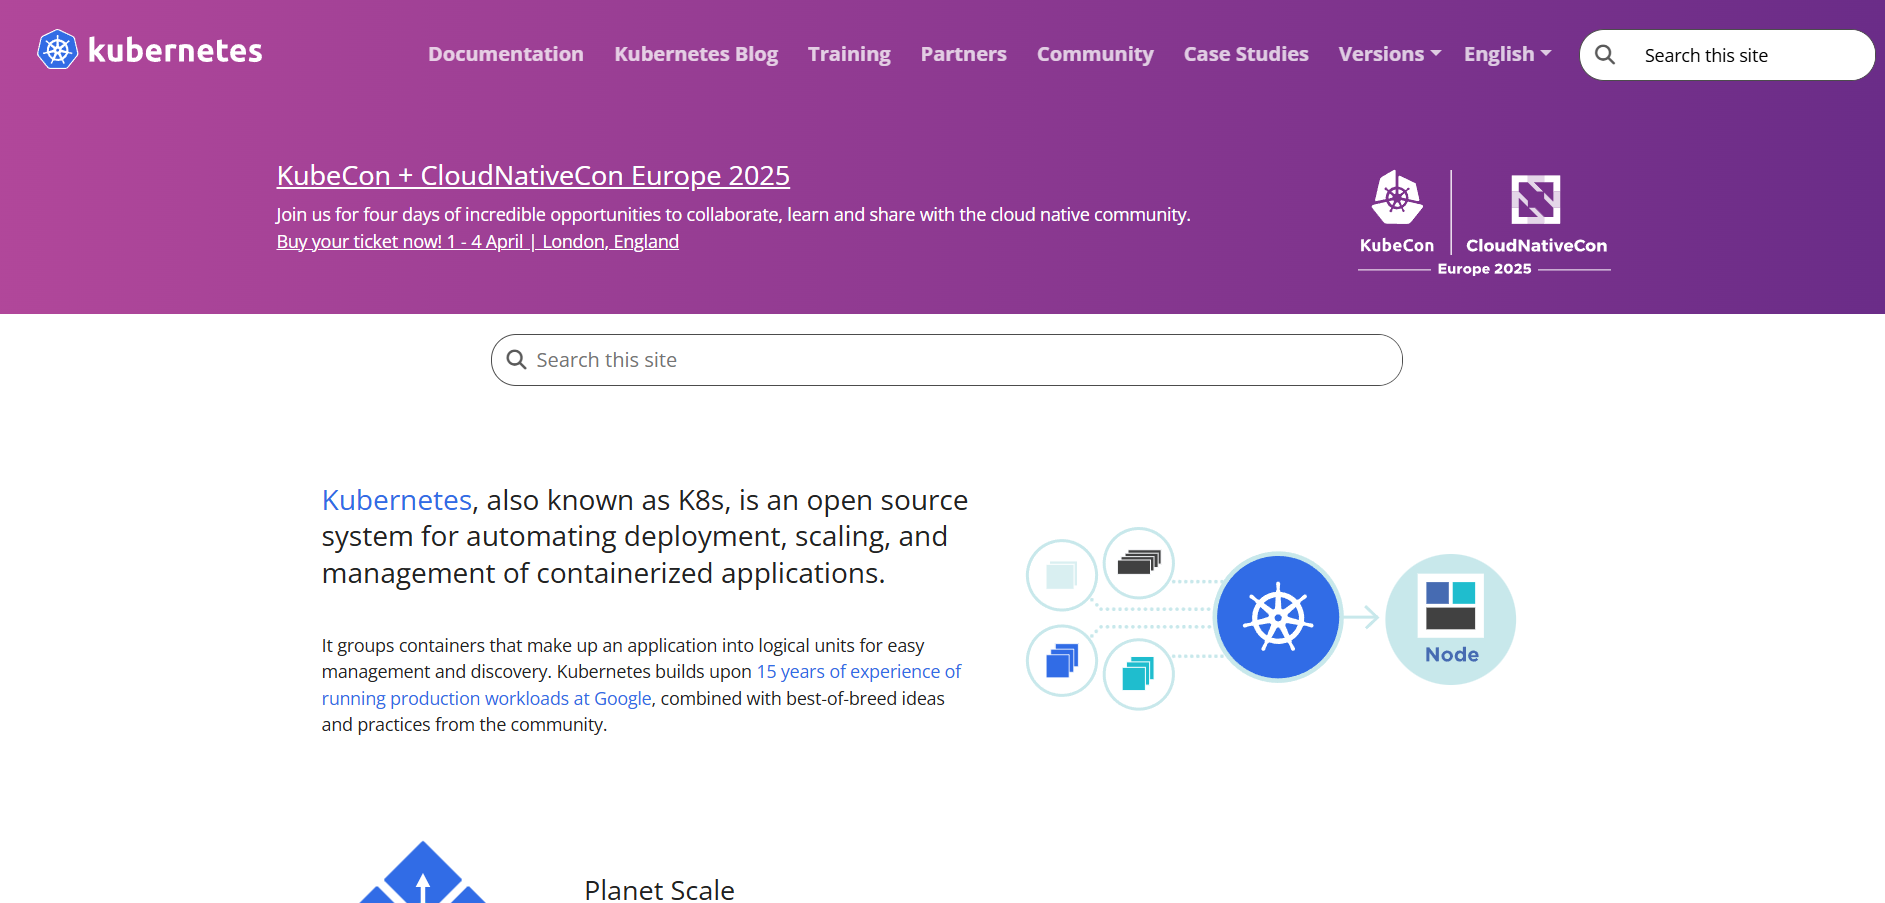 kubernetes
Documentation Kubernetes Blog Training Partners Community Case Studies Versions English
Search this site
KubeCon + CloudNativeCon Europe 2025
Join us for four days of incredible opportunities to collaborate, learn and share with the cloud native community.
Buy your ticket now! 1 - 4 April | London, England
KubeCon CloudNativeCon
Europe 2025
Search this site
Kubernetes, also known as K8s, is an open source
system for automating deployment, scaling, and
management of containerized applications.
It groups containers that make up an application into logical units for easy
management and discovery. Kubernetes builds upon 15 years of experience of
running production workloads at Google, combined with best-of-breed ideas
and practices from the community.
Node
Planet Scale